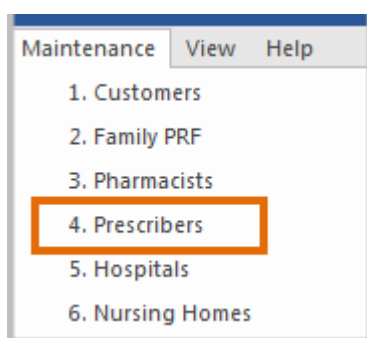 Maintenance View Help
1. Customers
2. Family PRF
3. Pharmacists
4. Prescribers
5. Hospitals
6. Nursing Homes